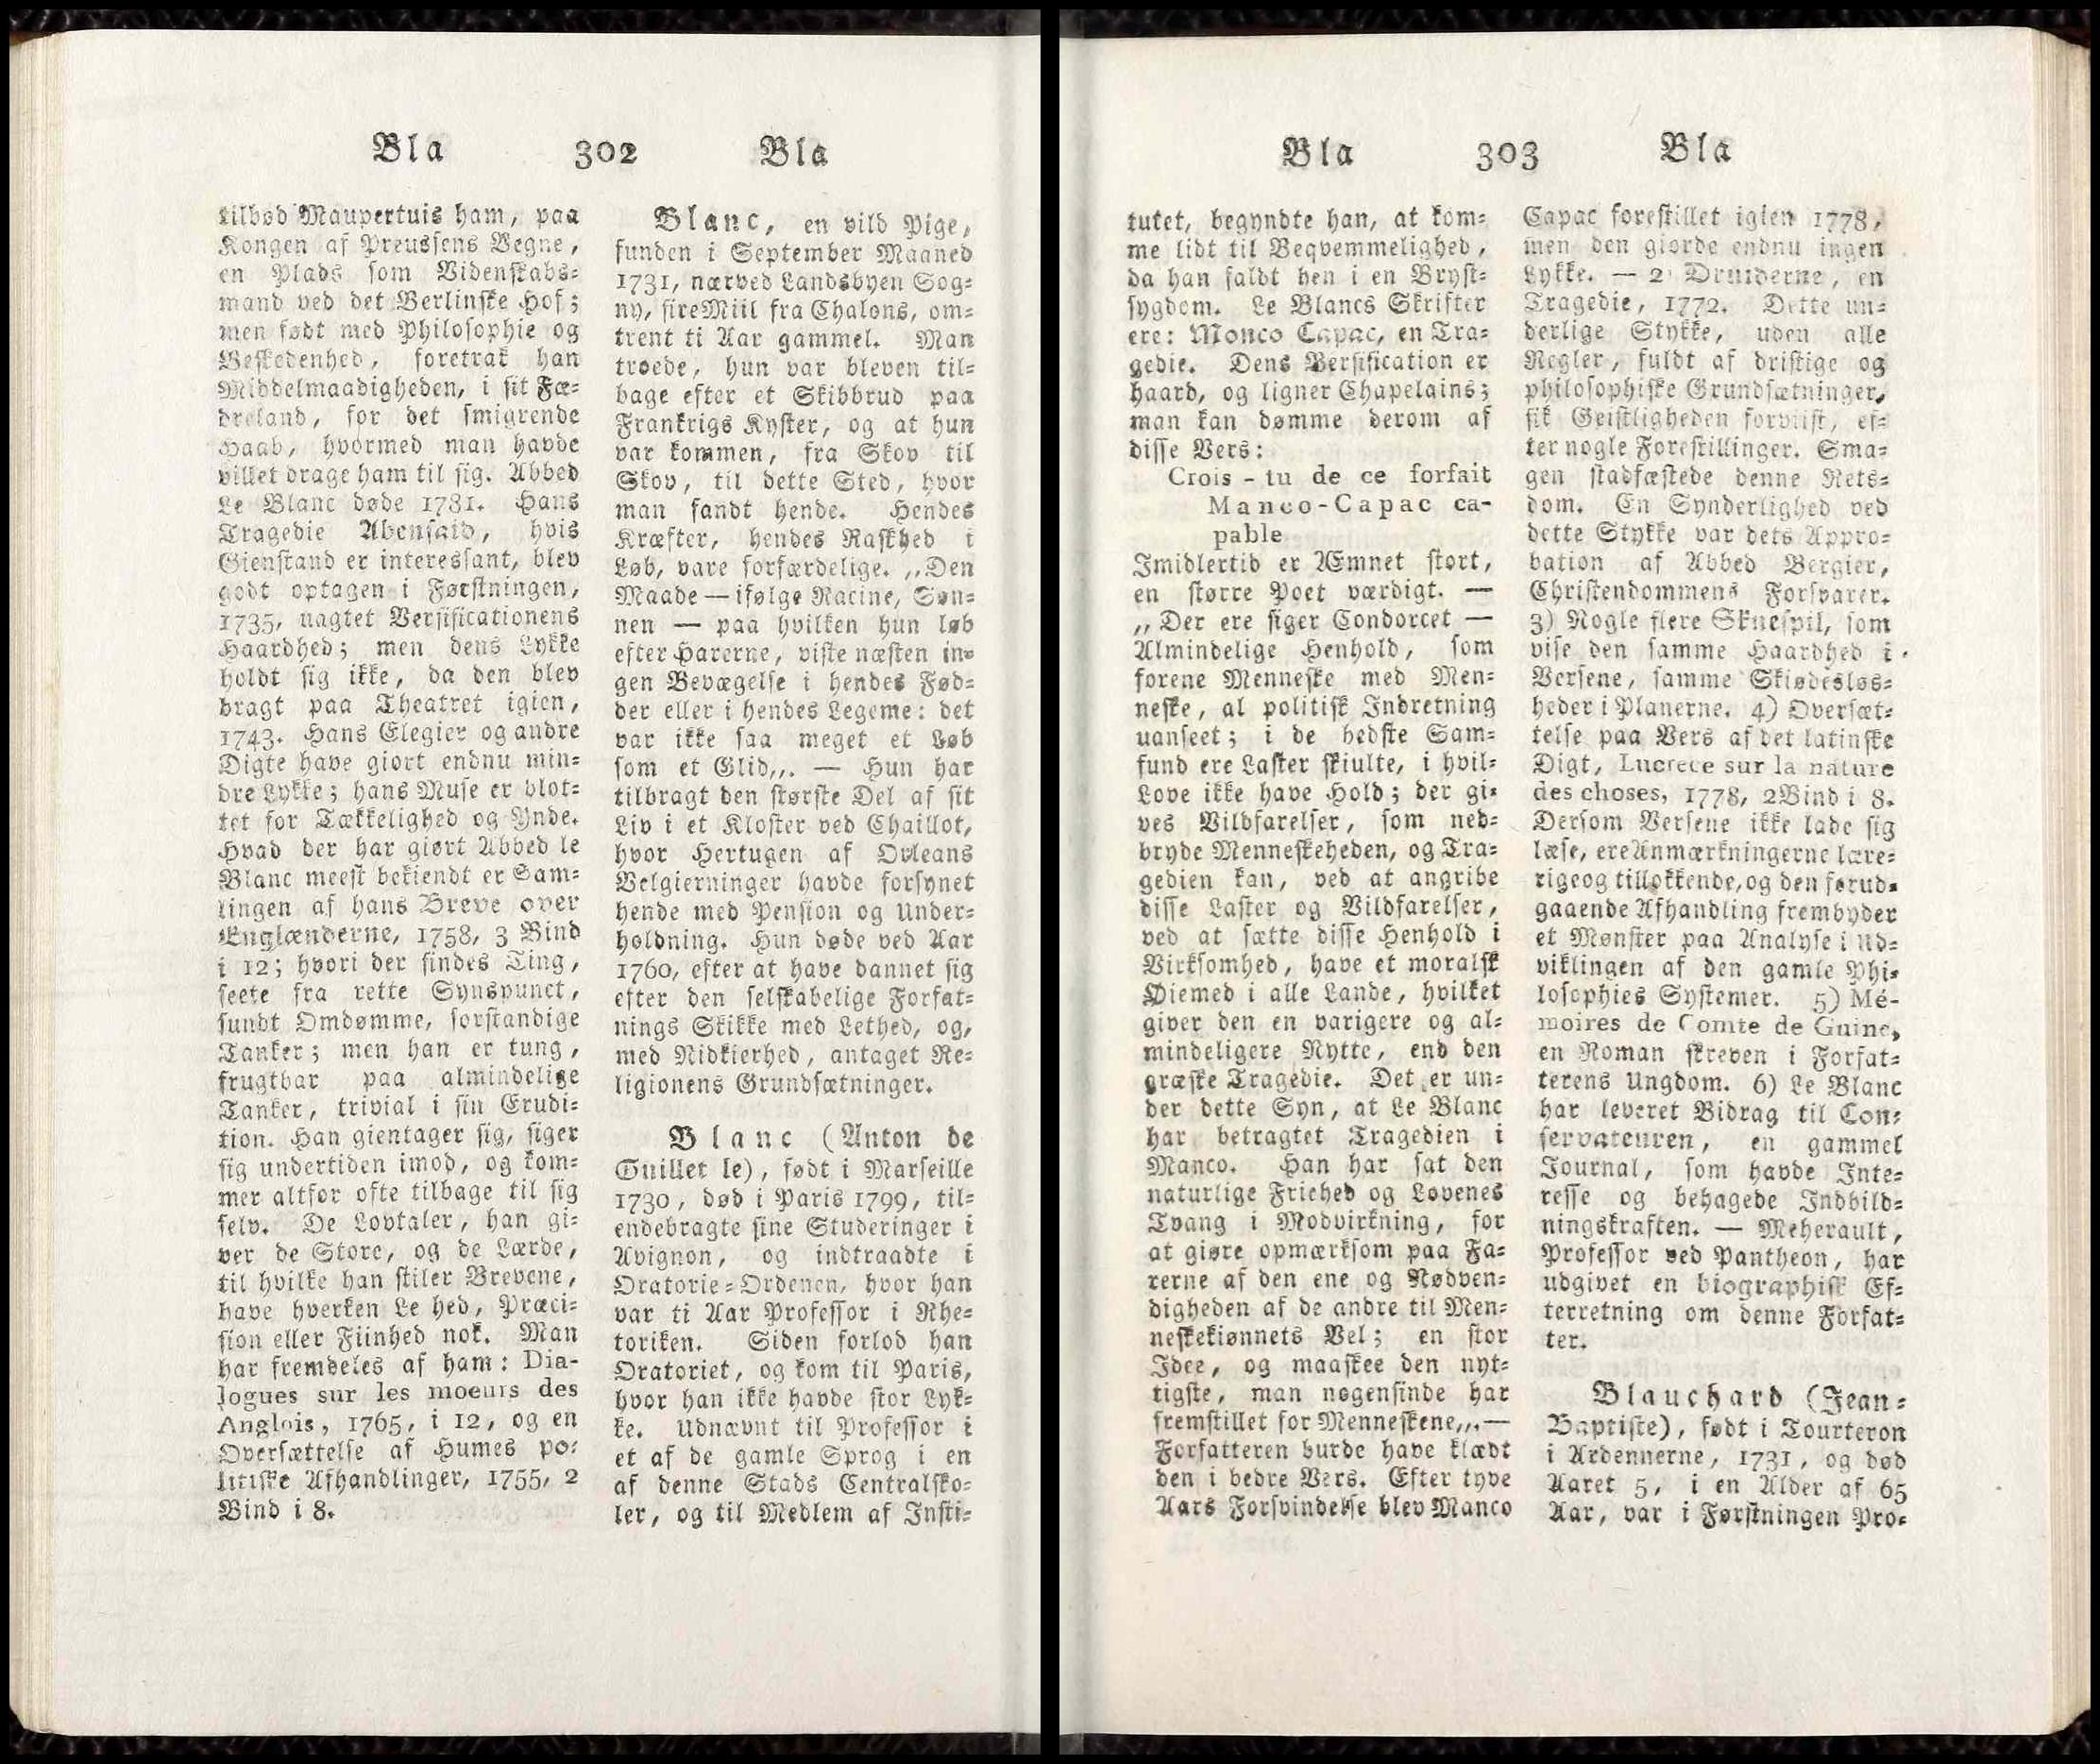 Bla 302 Bla
tilbød Maupertuis ham, paa
Kongen af Preussens Vegne,
en Plads som Videnskabs-
mand ved det Berlinske Hof;
men født med Philosophie og
Beskedenhed, foretrak han
Middelmaadigheden, i sit Fæ-
dreland, for det smigrende
Haab, hvormed man havde
villet drage ham til sig. Abbed
Le Blanc døde 1781. Hans
Tragedie Abensaid, hvis
Gienstand er interessant, blev
godt optagen i Førstningen,
1735, uagtet Versificationens
Haardhed; men dens Lykke
holdt sig ikke, da den blev
bragt paa Theatret igien,
1743. Hans Elegier og andre
Digte have giort endnu min-
dre Lykke; hans Muse er blot-
tet for Tækkelighed og Ynde.
Hvad der har giørt Abbed le
Blanc meest bekiendt er Sam-
lingen af hans Breve over
Englænderne, 1758, 3 Bind
i 12; hvori der findes Ting,
seete fra rette Synspunct,
sundt Omdømme, forstandige
Tanker; men han er tung,
frugtbar paa almindelige
Tanker, trivial i sin Erudi-
tion. Han gientager sig, siger
sig undertiden imod, og kom-
mer altfor ofte tilbage til sig
selv. De Lovtaler, han gi-
ver de Store, og de Lærde,
til hvilke han stiler Brevene,
have hverken Le hed, Præci-
sion eller Fiinhed nok. Man
har fremdeles af ham: Dia-
logues sur les moeurs des
Anglois, 1765, i 12, og en
Oversættelse af Humes po-
litiske Afhandlinger, 1755, 2
Bind i 8.
Blanc, en vild Pige,
funden i September Maaned
1731, nærved Landsbyen Sog-
ny, fireMiil fra Chalons, om-
trent ti Aar gammel. Man
troede, hun var bleven til-
bage efter et Skibbrud paa
Frankrigs Kyster, og at hun
var kommen, fra Skov til
Skov, til dette Sted, hvor
man fandt hende. Hendes
Kræfter, hendes Raskhed i
Løb, vare forfærdelige. „Den
Maade — ifølge Racine, Søn-
nen — paa hvilken hun løb
efter Harerne, viste næsten in-
gen Bevægelse i hendes Fød-
der eller i hendes Legeme: det
var ikke saa meget et Løb
som et Glid„. — Hun har
tilbragt den største Del af sit
Liv i et Kloster ved Chaillot,
hvor Hertugen af Orleans
Velgierninger havde forsynet
hende med Pension og Under-
holdning. Hun døde ved Aar
1760, efter at have dannet sig
efter den selskabelige Forfat-
nings Skikke med Lethed, og,
med Nidkierhed, antaget Re-
ligionens Grundsætninger.
Blanc (Anton de
Guillet le), født i Marseille
1730, død i Paris 1799, til-
endebragte sine Studeringer i
Avignon, og indtraadte i
Oratorie-Ordenen, hvor han
var ti Aar Professor i Rhe-
toriken. Siden forlod han
Oratoriet, og kom til Paris,
hvor han ikke havde stor Lyk-
ke. Udnævnt til Professor i
et af de gamle Sprog i en
af denne Stads Centralsko-
ler, og til Medlem af Insti-
Bla 303 Bla
tutet, begyndte han, at kom-
me lidt til Beqvemmelighed,
da han faldt hen i en Bryst-
sygdom. Le Blancs Skrifter
ere: Monco Capac, en Tra-
gedie. Dens Versification er
haard, og ligner Chapelains;
man kan dømme derom af
disse Vers:
Crois-tu de ce forfait
Manco-Capac ca-
pable
Imidlertid er Æmnet stort,
en større Poet værdigt. —
„Der ere siger Condorcet —
Almindelige Henhold, som
forene Menneske med Men-
neske, al politisk Indretning
uanseet; i de bedste Sam-
fund ere Laster skiulte, i hvil-
Love ikke have Hold; der gi-
ves Vildfarelser, som ned-
bryde Menneskeheden, og Tra-
gedien kan, ved at angribe
disse Laster og Vildfarelser,
ved at sætte disse Henhold i
Virksomhed, have et moralsk
Øiemed i alle Lande, hvilket
giver den en varigere og al-
mindeligere Nytte, end den
græske Tragedie. Det er un-
der dette Syn, at Le Blanc
har betragtet Tragedien i
Manco. Han har sat den
naturlige Friehed og Lovenes
Tvang i Modvirkning, for
at giøre opmærksom paa Fa-
rerne af den ene og Nødven-
digheden af de andre til Men-
neskekiønnets Vel; en stor
Idee, og maaskee den nyt-
tigste, man nogensinde har
fremstillet for Menneskene„. —
Forfatteren burde have klædt
den i bedre Vers. Efter tyve
Aars Forsvindelse blev Manco
Capac forestillet igien 1778,
men den giorde endnu ingen
Lykke. — 2) Druiderne, en
Tragedie, 1772. Dette un-
derlige Stykke, uden alle
Regler, fuldt af dristige og
philosophiske Grundsætninger,
fik Geistligheden forviist, ef-
ter nogle Forestillinger. Sma-
gen stadfæstede denne Rets-
dom. En Synderlighed ved
dette Stykke var dets Appro-
bation af Abbed Bergier,
Christendommens Forsvarer.
3) Nogle flere Skuespil, som
vise den samme Haardhed i
Versene, samme Skiødesløs-
heder i Planerne. 4) Oversæt-
telse paa Vers af det latinske
Digt, Lucrece sur la nature
des choses, 1778, 2Bind i 8.
Dersom Versene ikke lade sig
læse, ereAnmærkningerne lære-
rigeog tillokkende, og den forud-
gaaende Afhandling frembyder
et Mønster paa Analyse i Ud-
viklingen af den gamle Phi-
losophies Systemer. 5) Mé-
moires de Comte de Guine,
en Roman skreven i Forfat-
terens Ungdom. 6) Le Blanc
har leveret Bidrag til Con-
servateuren, en gammel
Journal, som havde Inte-
resse og behagede Indbild-
ningskraften. — Meherault,
Professor ved Pantheon, har
udgivet en biographisk Ef-
terretning om denne Forfat-
ter.
Blauchard (Jean-
Baptiste), født i Tourteron
i Ardennerne, 1731, og død
Aaret 5, i en Alder af 65
Aar, var i Førstningen Pro-